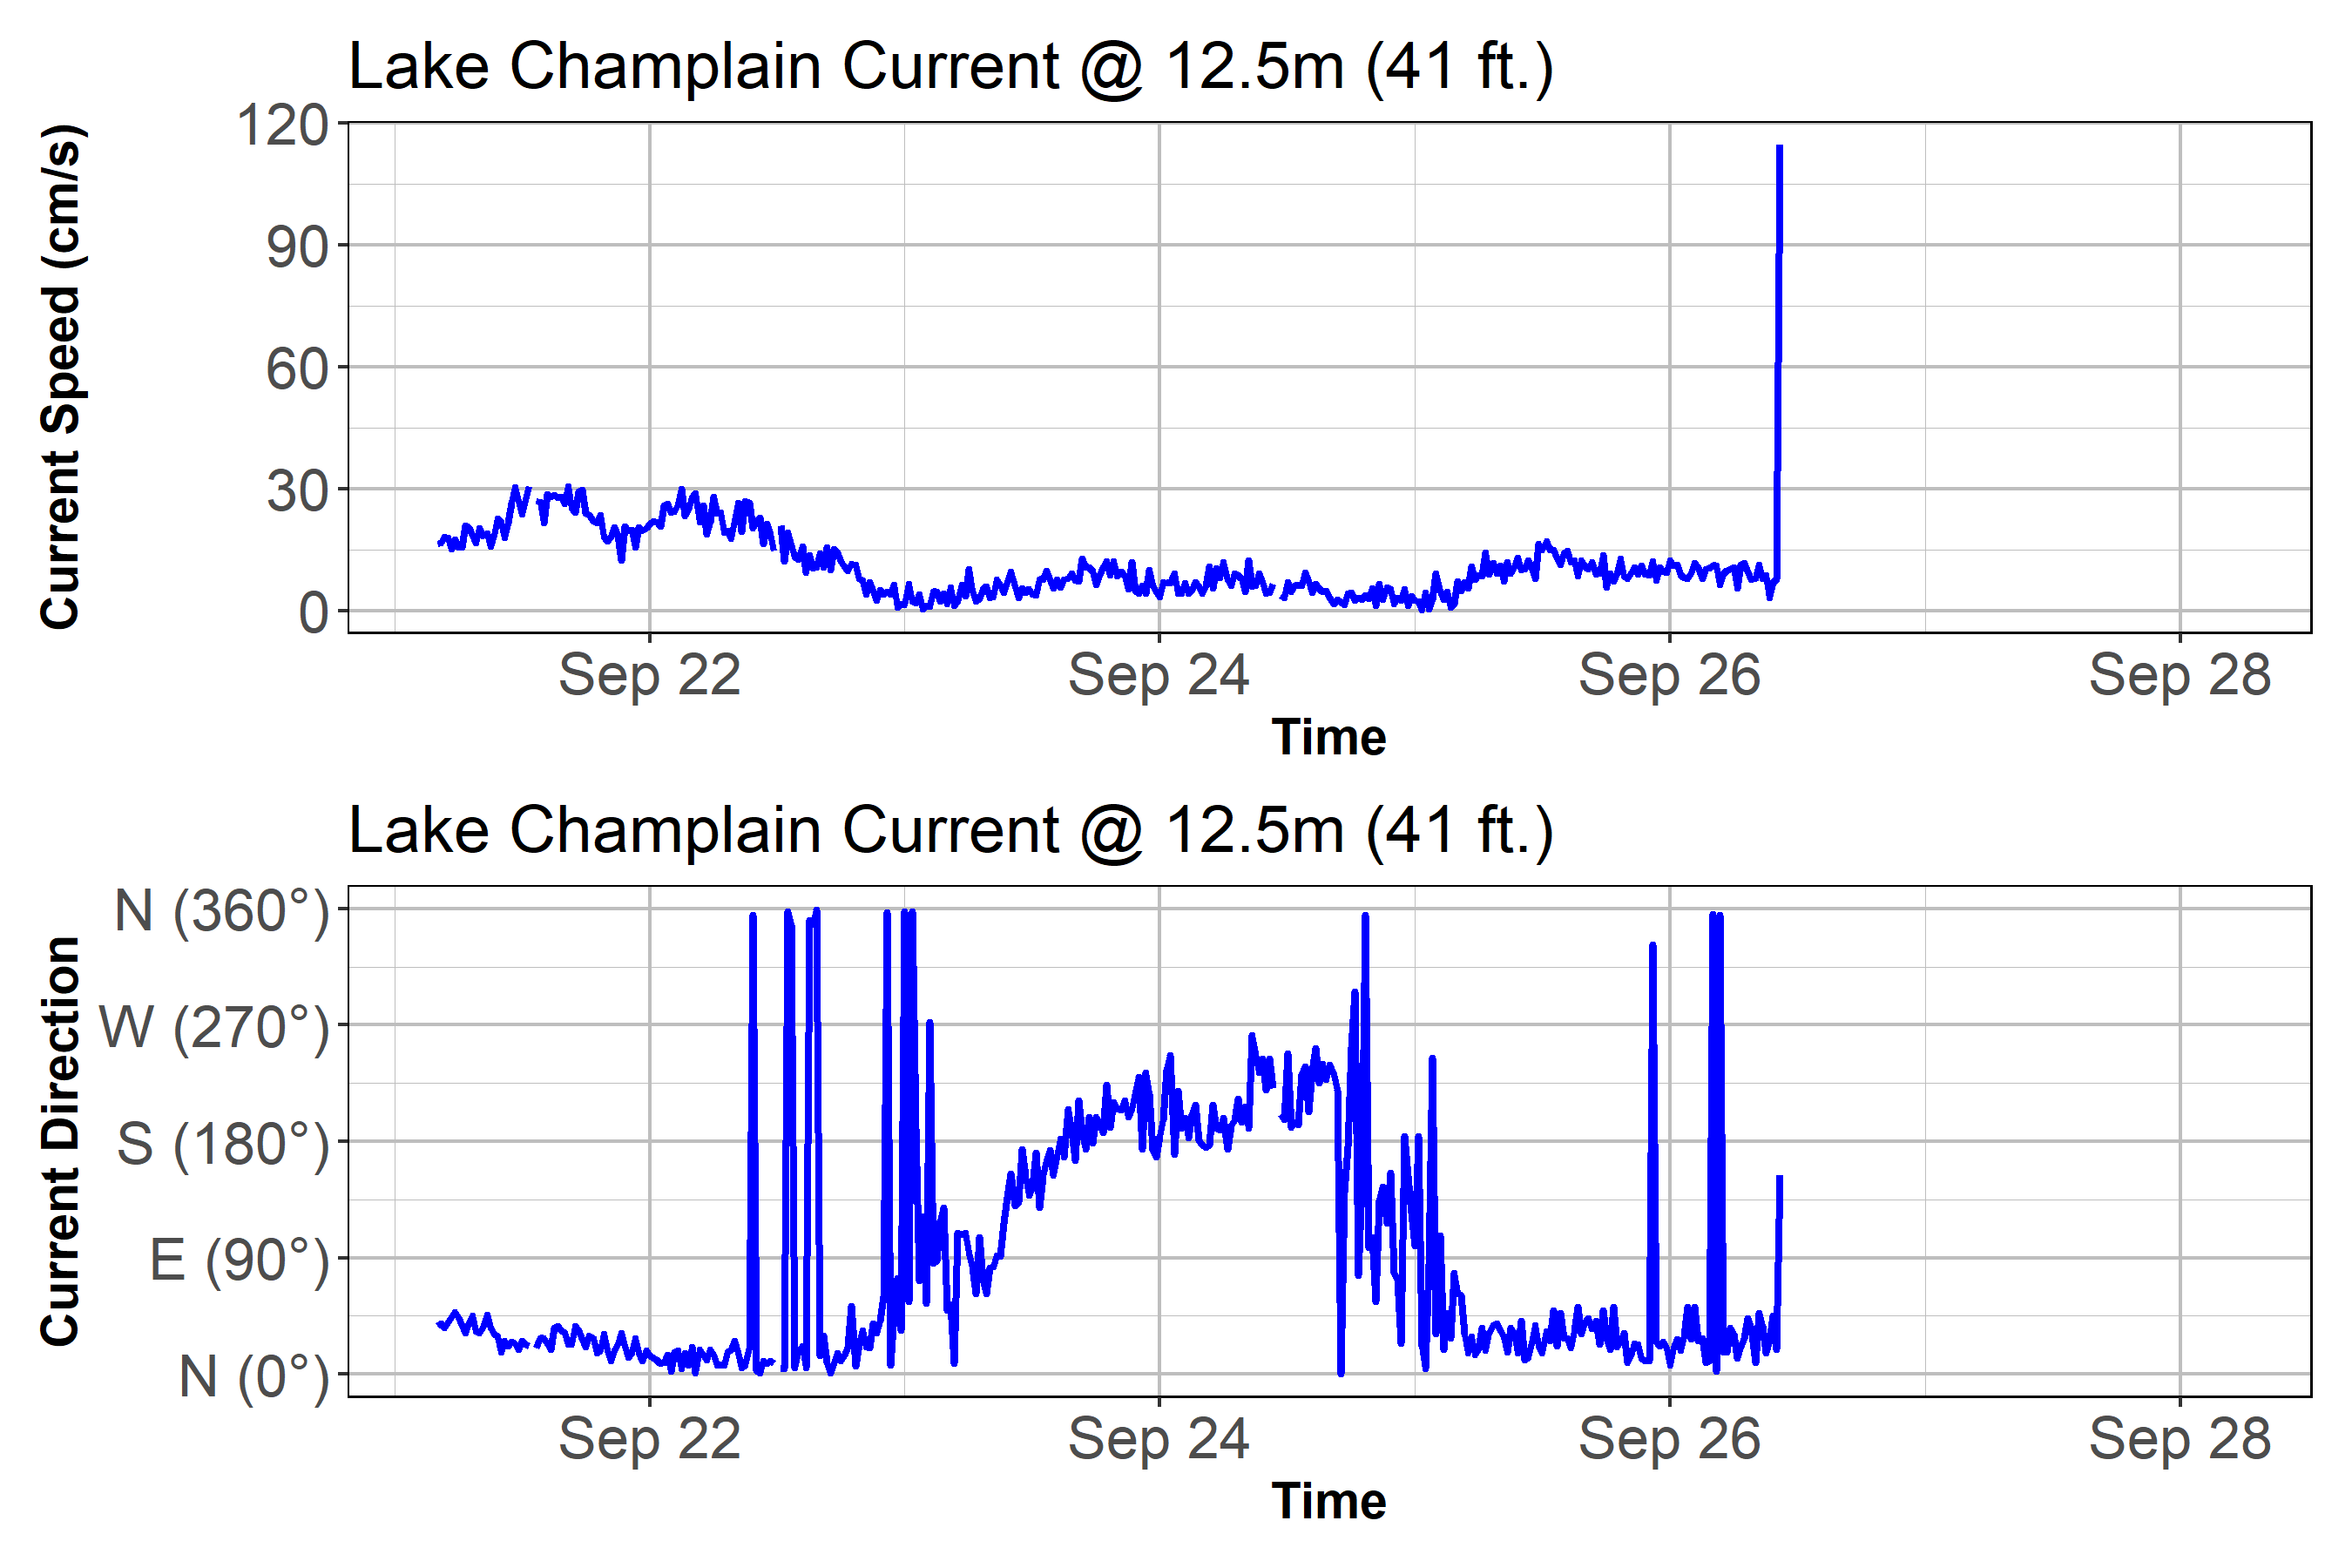 Lake Champlain Current @ 12.5m (41 ft.)
Current Speed (cm/s)
120
90
60
30
0
Sep 22 Sep 24 Sep 26 Sep 28
Time
Lake Champlain Current @ 12.5m (41 ft.)
Current Direction
N (360°)
W (270°)
S (180°)
E (90°)
N (0°)
Sep 22 Sep 24 Sep 26 Sep 28
Time